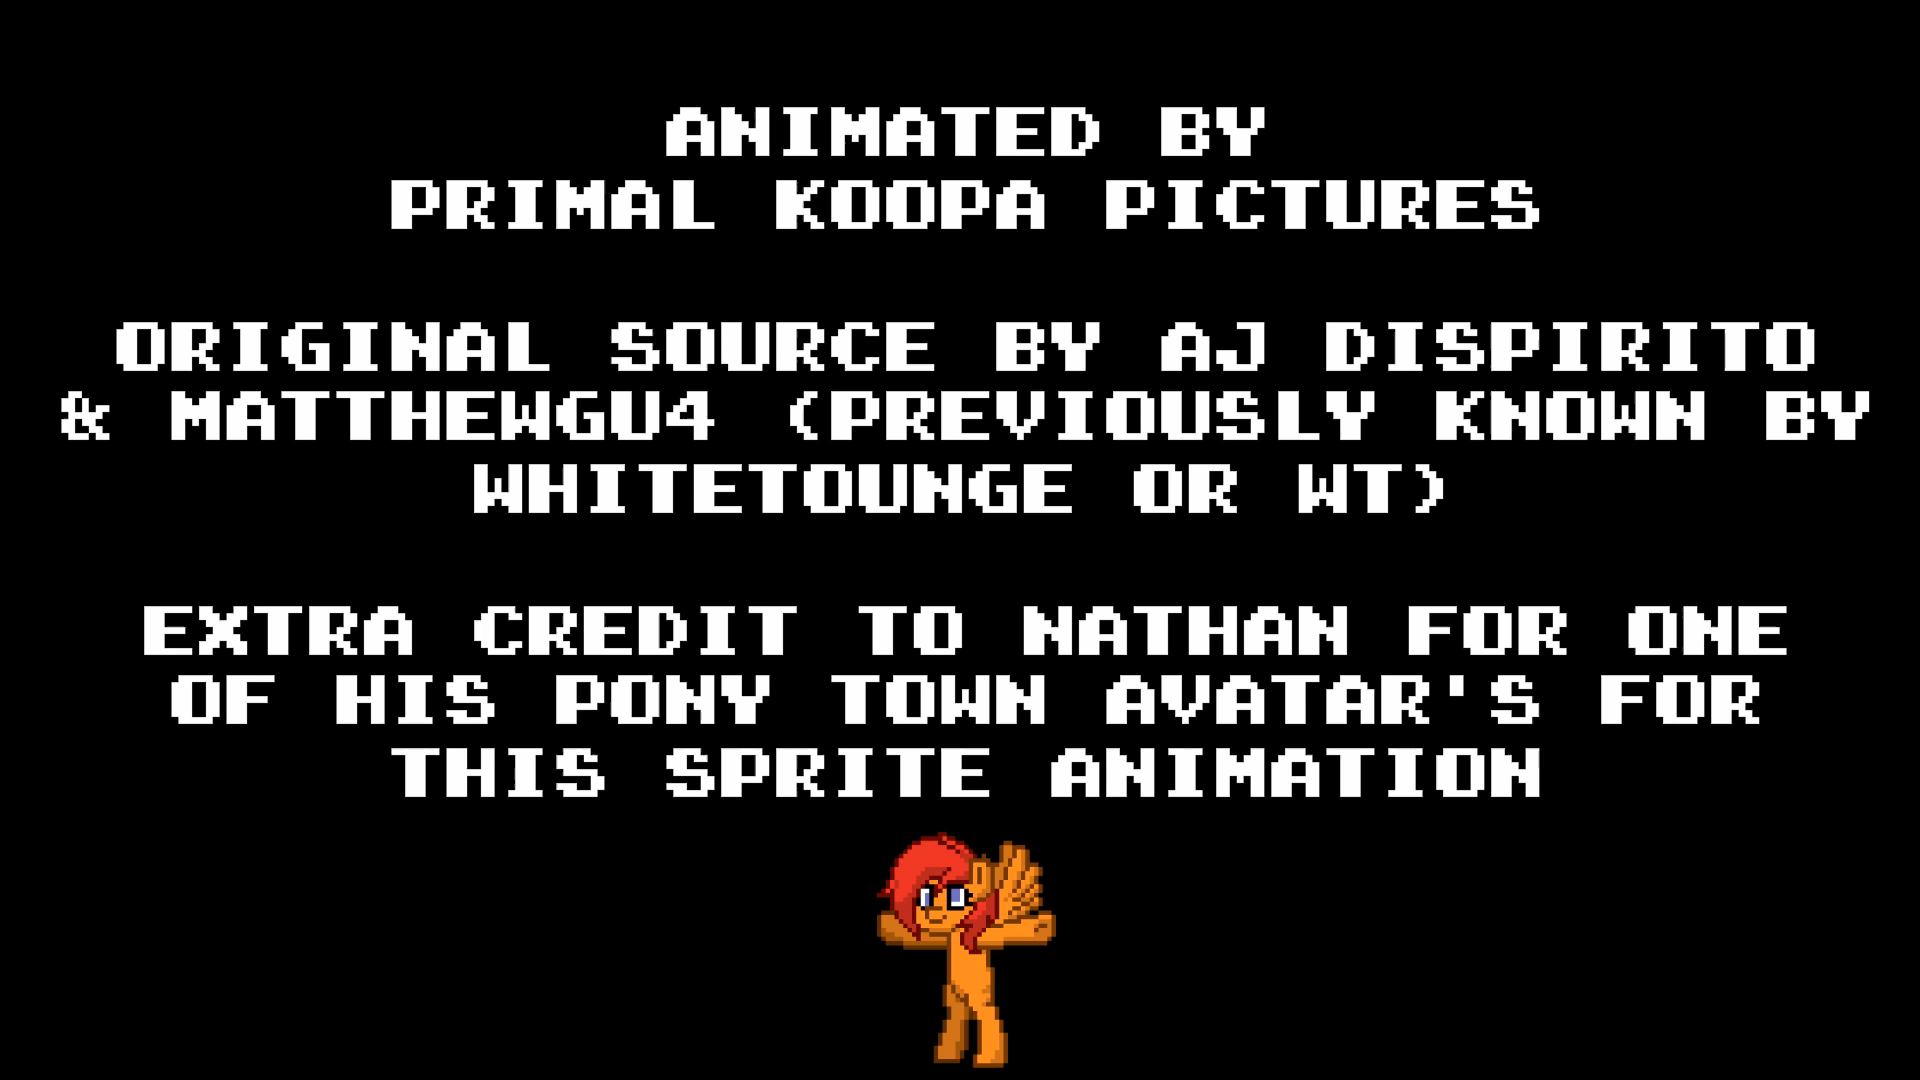 ANIMATED BY
PRIMAL KOOPA PICTURES
ORIGINAL SOURCE BY AJ DISPIRITO
& MATTHEWGU4 (PREVIOUSLY KNOWN BY
WHITETOUNGE OR WT)
EXTRA CREDIT TO NATHAN FOR ONE
OF HIS PONY TOWN AVATAR'S FOR
THIS SPRITE ANIMATION